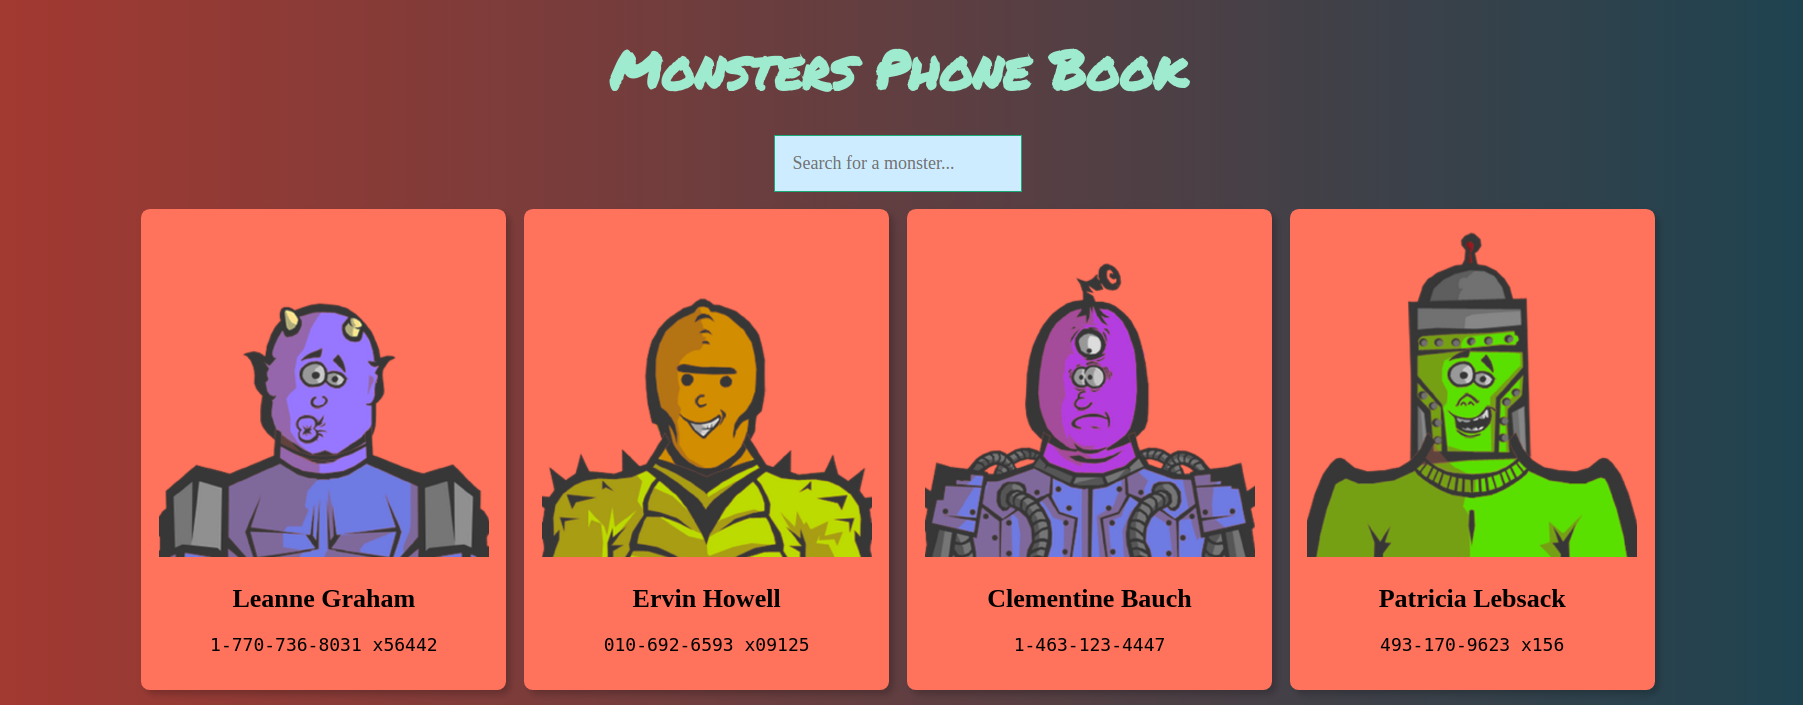 Monsters Phone Book
Search for a monster...
Leanne Graham
1-770-736-8031 x56442
Ervin Howell
010-692-6593 x09125
Clementine Bauch
1-463-123-4447
Patricia Lebsack
493-170-9623 x156